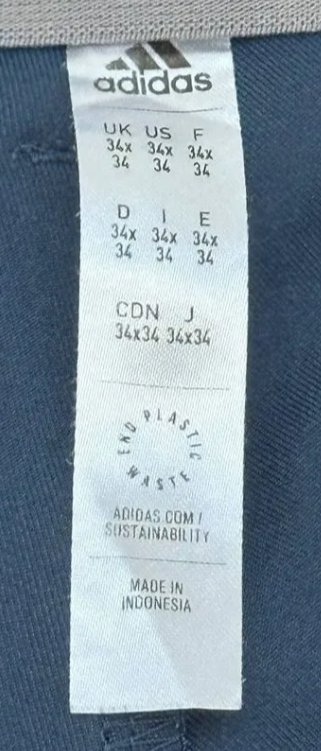 adidas
UK US F
34x 34x 34x
34 34 34
D I E
34x 34x 34x
34 34 34
CDN J
34x34 34x34
END PLASTIC WASTE
ADIDAS.COM/
SUSTAINABILITY
MADE IN
INDONESIA